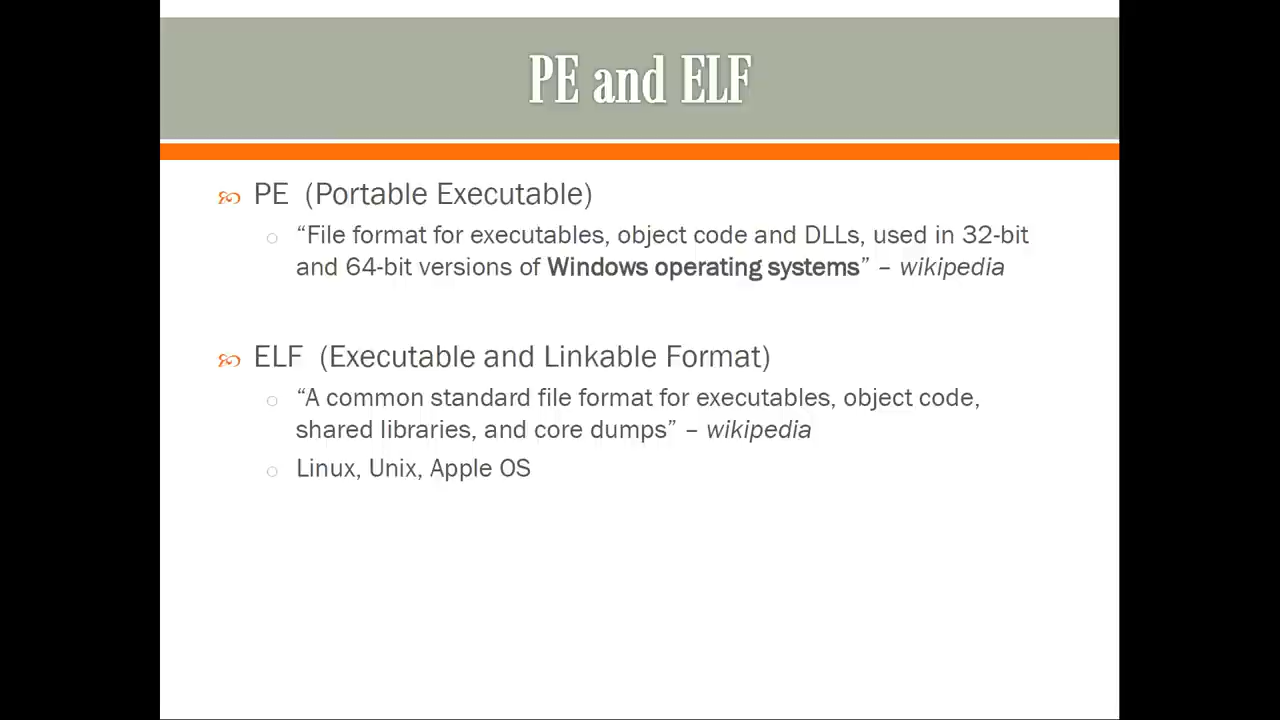 PE and ELF
PE (Portable Executable)
“File format for executables, object code and DLLs, used in 32-bit
and 64-bit versions of Windows operating systems” – wikipedia
ELF (Executable and Linkable Format)
“A common standard file format for executables, object code,
shared libraries, and core dumps” – wikipedia
Linux, Unix, Apple OS